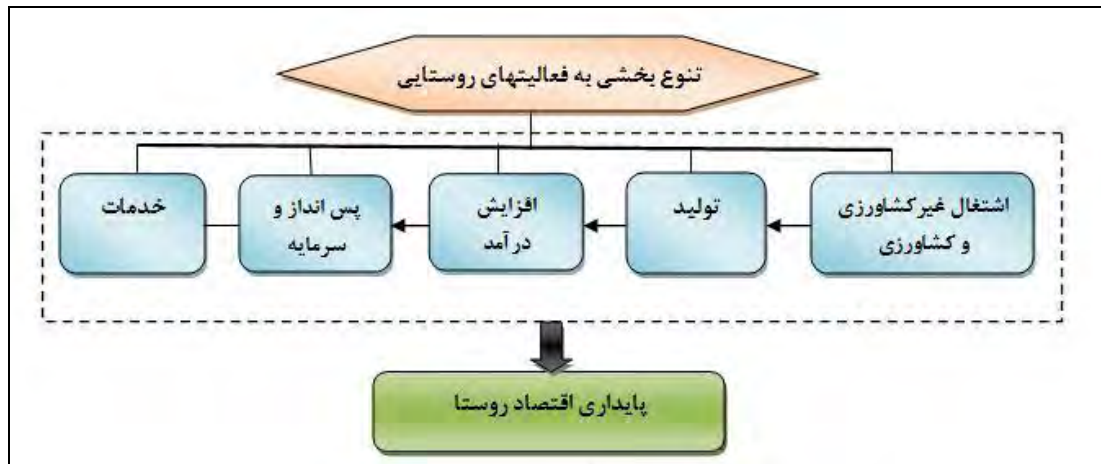 تنوع بخشی به فعالیتهای روستایی
اشتغال غیرکشاورزی
و کشاورزی
تولید
افزایش
درآمد
پس انداز و
سرمایه
خدمات
پایداری اقتصاد روستا